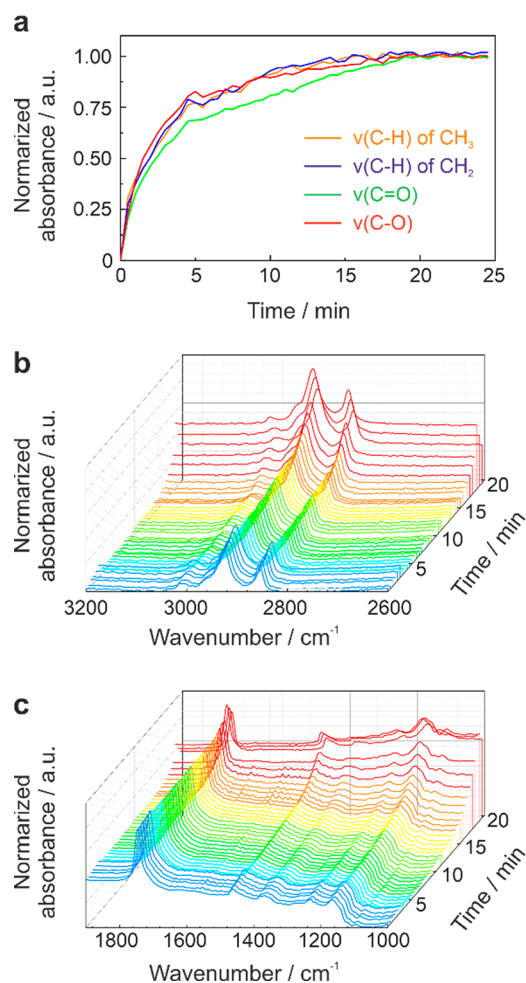 a
Normarized
absorbance / a.u.
1.00
0.75
0.50
0.25
0
ν(C-H) of CH₃
ν(C-H) of CH₂
ν(C=O)
ν(C-O)
0 5 10 15 20 25
Time / min
b
Normarized
absorbance / a.u.
3200 3000 2800 2600
Wavenumber / cm⁻¹
5 10 15 20
Time / min
c
Normarized
absorbance / a.u.
1800 1600 1400 1200 1000
Wavenumber / cm⁻¹
5 10 15 20
Time / min